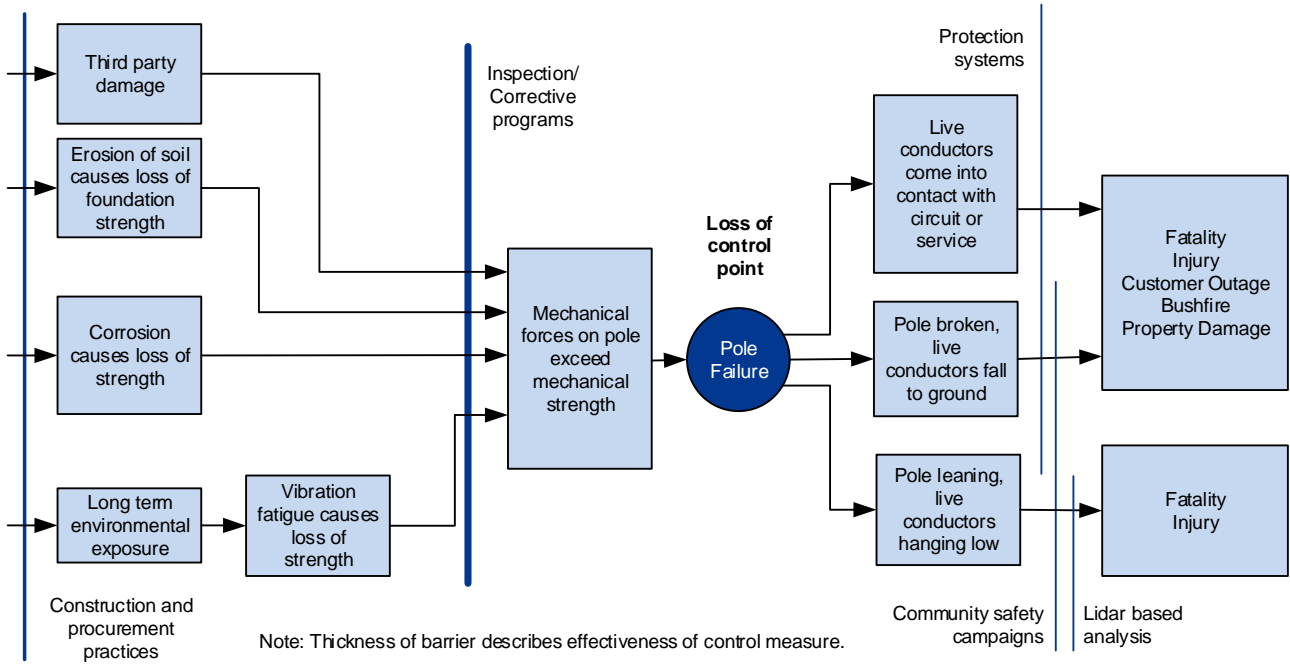 Third party
damage
Erosion of soil
causes loss of
foundation
strength
Corrosion
causes loss of
strength
Long term
environmental
exposure
Vibration
fatigue causes
loss of
strength
Construction and
procurement
practices
Inspection/
Corrective
programs
Mechanical
forces on pole
exceed
mechanical
strength
Loss of
control
point
Pole
Failure
Protection
systems
Live
conductors
come into
contact with
circuit or
service
Pole broken,
live
conductors fall
to ground
Pole leaning,
live
conductors
hanging low
Fatality
Injury
Customer Outage
Bushfire
Property Damage
Fatality
Injury
Community safety
campaigns
Lidar based
analysis
Note: Thickness of barrier describes effectiveness of control measure.